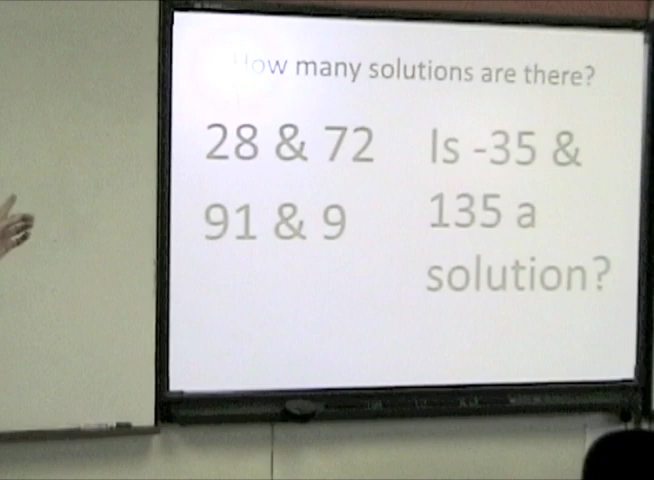 How many solutions are there?
28 & 72
91 & 9
Is -35 &
135 a
solution?